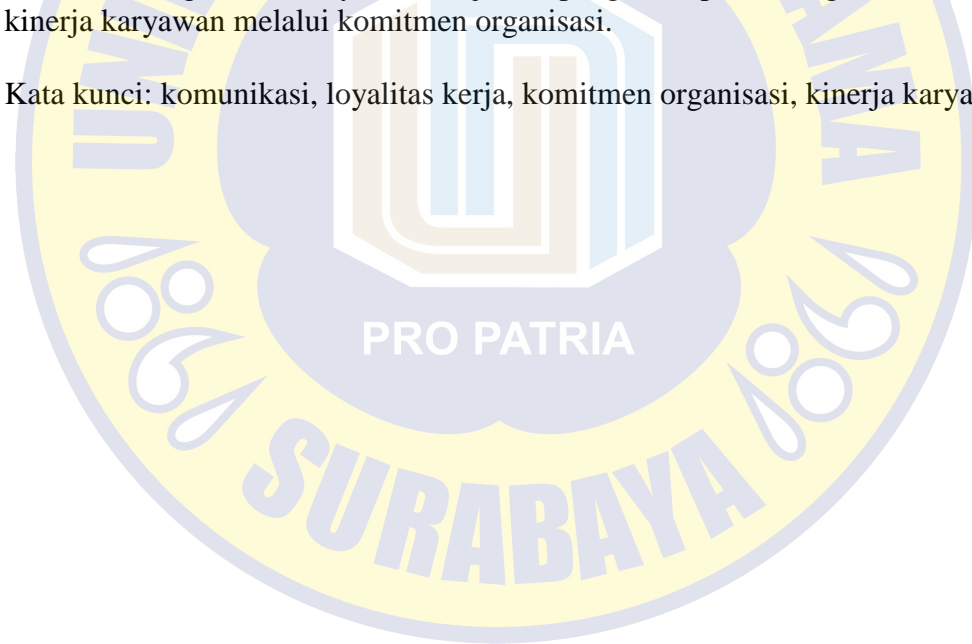 kinerja karyawan melalui komitmen organisasi.
Kata kunci: komunikasi, loyalitas kerja, komitmen organisasi, kinerja karya
PRO PATRIA
SURABAYA